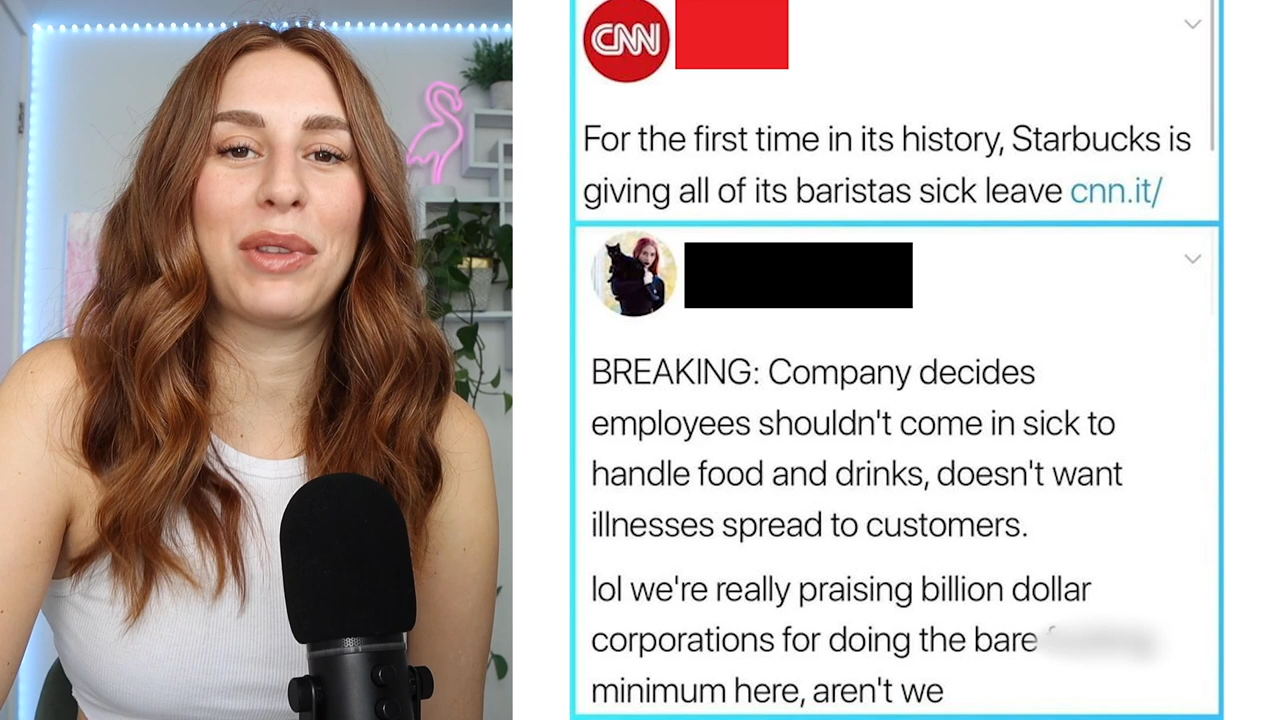 CNN
For the first time in its history, Starbucks is
giving all of its baristas sick leave cnn.it/
BREAKING: Company decides
employees shouldn't come in sick to
handle food and drinks, doesn't want
illnesses spread to customers.
lol we're really praising billion dollar
corporations for doing the bare
minimum here, aren't we